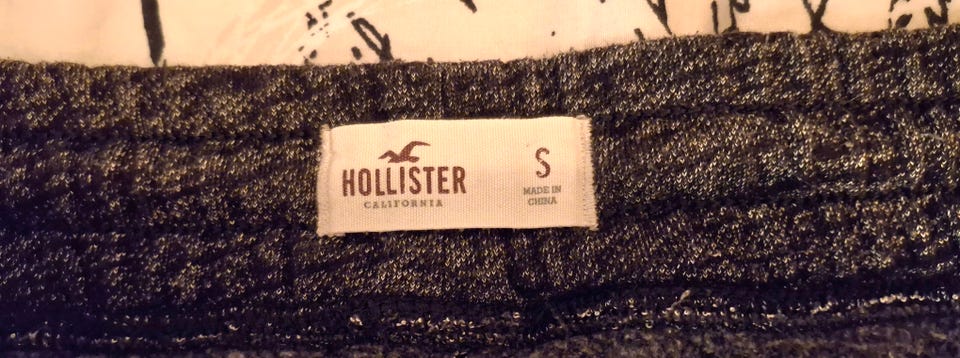 HOLLISTER
CALIFORNIA
S
MADE IN
CHINA